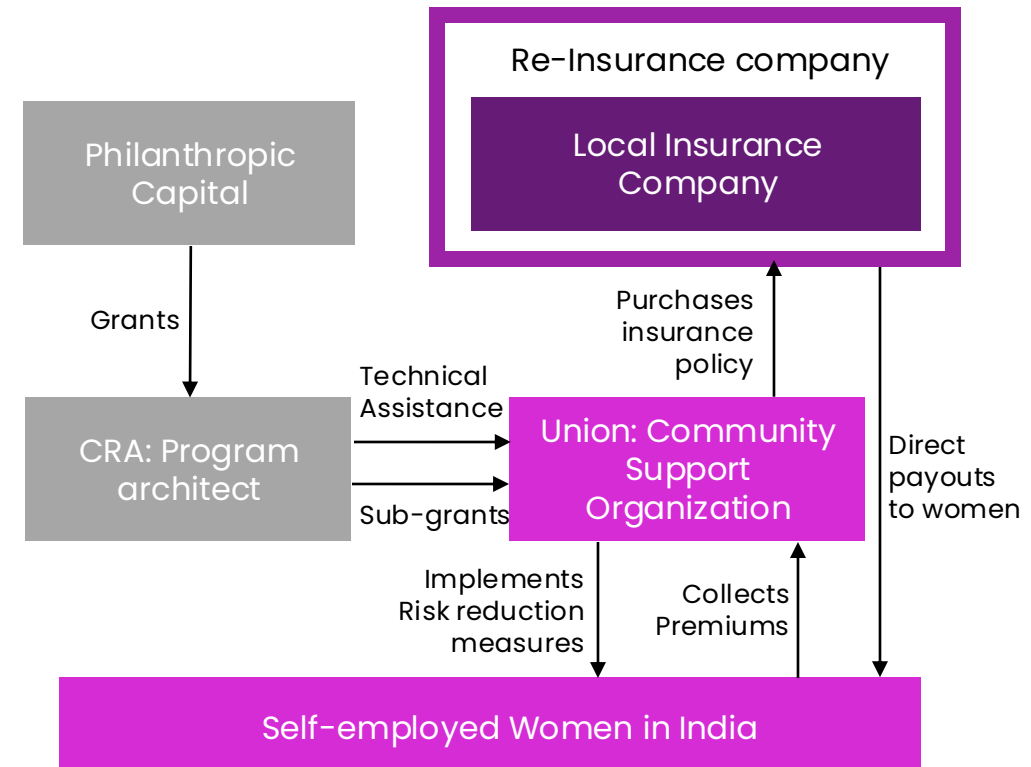 Re-Insurance company
Local Insurance
Company
Philanthropic
Capital
Grants
Purchases
insurance
policy
Technical
Assistance
CRA: Program
architect
Sub-grants
Union: Community
Support
Organization
Direct
payouts
to women
Implements
Risk reduction
measures
Collects
Premiums
Self-employed Women in India